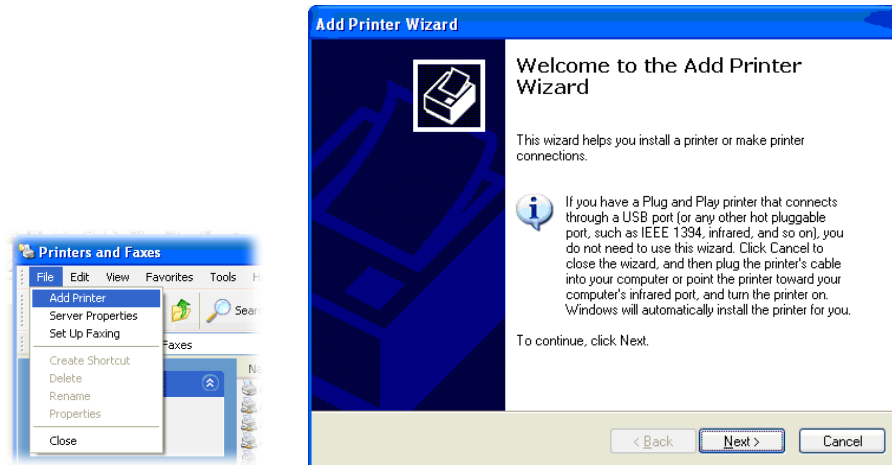 Printers and Faxes
File Edit View Favorites Tools
Add Printer
Server Properties
Set Up Faxing
Create Shortcut
Delete
Rename
Properties
Close
Faxes
Add Printer Wizard
Welcome to the Add Printer
Wizard
This wizard helps you install a printer or make printer
connections.
If you have a Plug and Play printer that connects
through a USB port (or any other hot pluggable
port, such as IEEE 1394, infrared, and so on), you
do not need to use this wizard. Click Cancel to
close the wizard, and then plug the printer's cable
into your computer or point the printer toward your
computer's infrared port, and turn the printer on.
Windows will automatically install the printer for you.
To continue, click Next.
< Back Next > Cancel